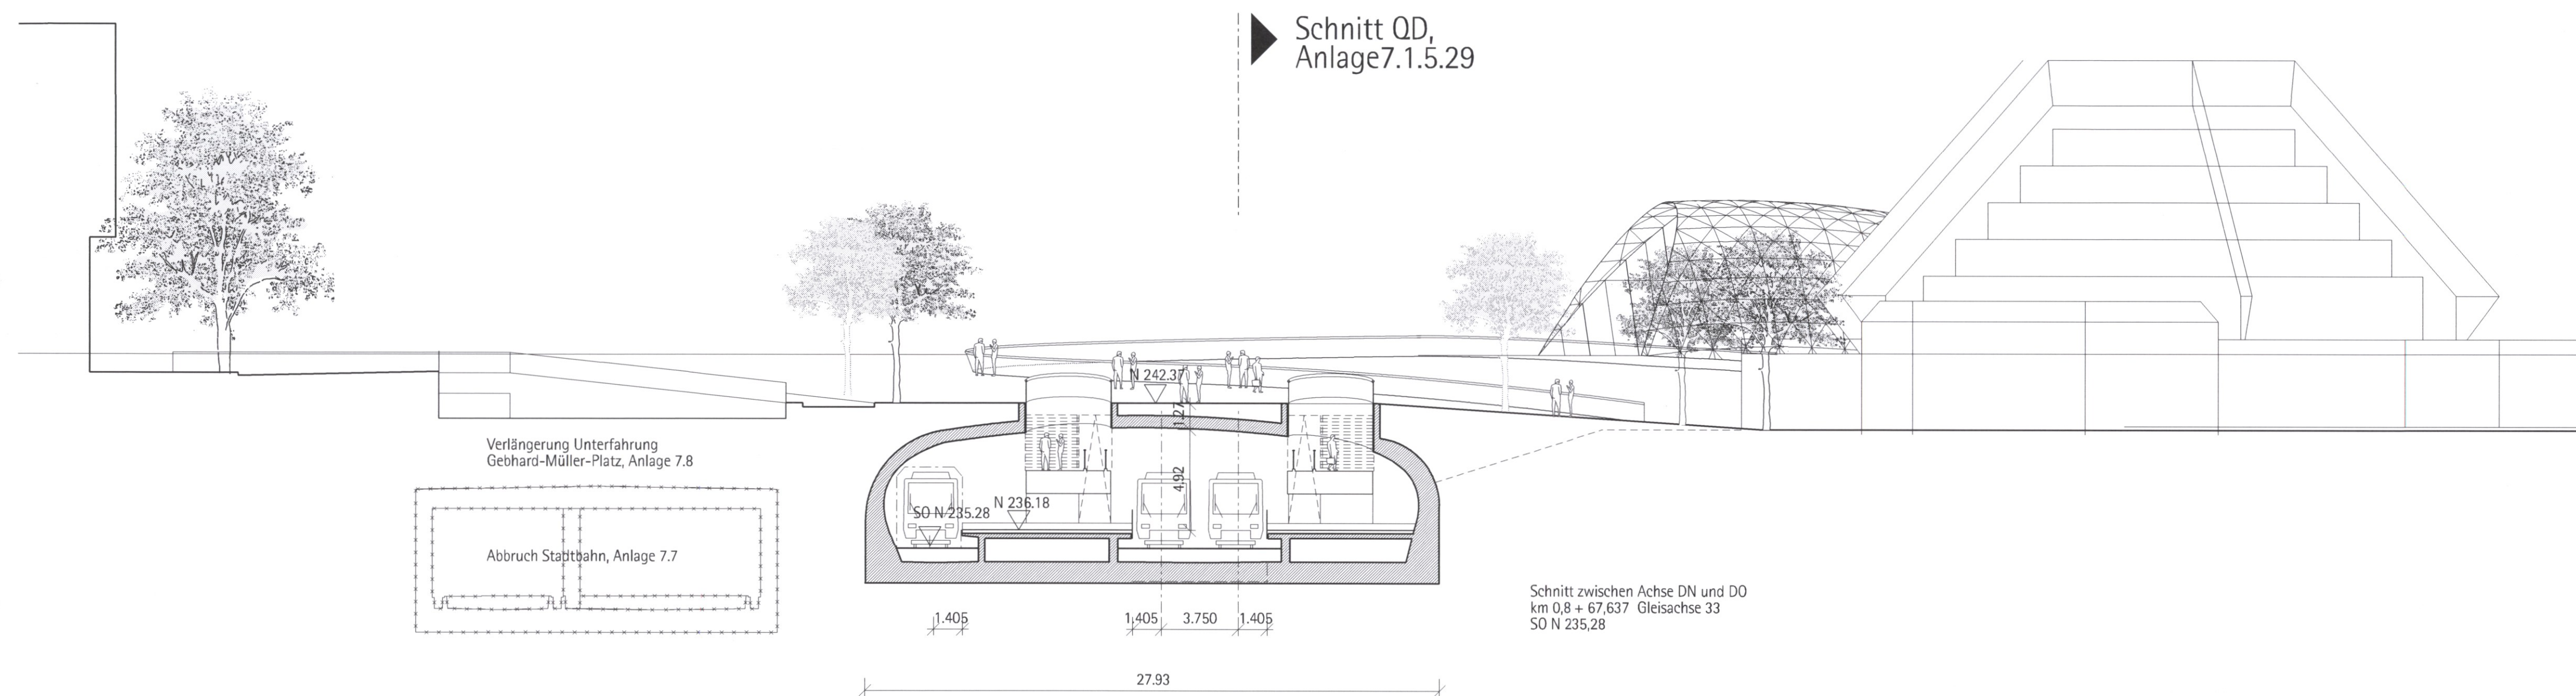 Schnitt QD,
Anlage7.1.5.29
N 242.37
1.27
4,92
Verlängerung Unterfahrung
Gebhard-Müller-Platz, Anlage 7.8
N 236.18
SO N 235.28
Abbruch Stadtbahn, Anlage 7.7
Schnitt zwischen Achse DN und DO
km 0,8 + 67,637 Gleisachse 33
SO N 235,28
1.405
1.405
3.750
1.405
27.93